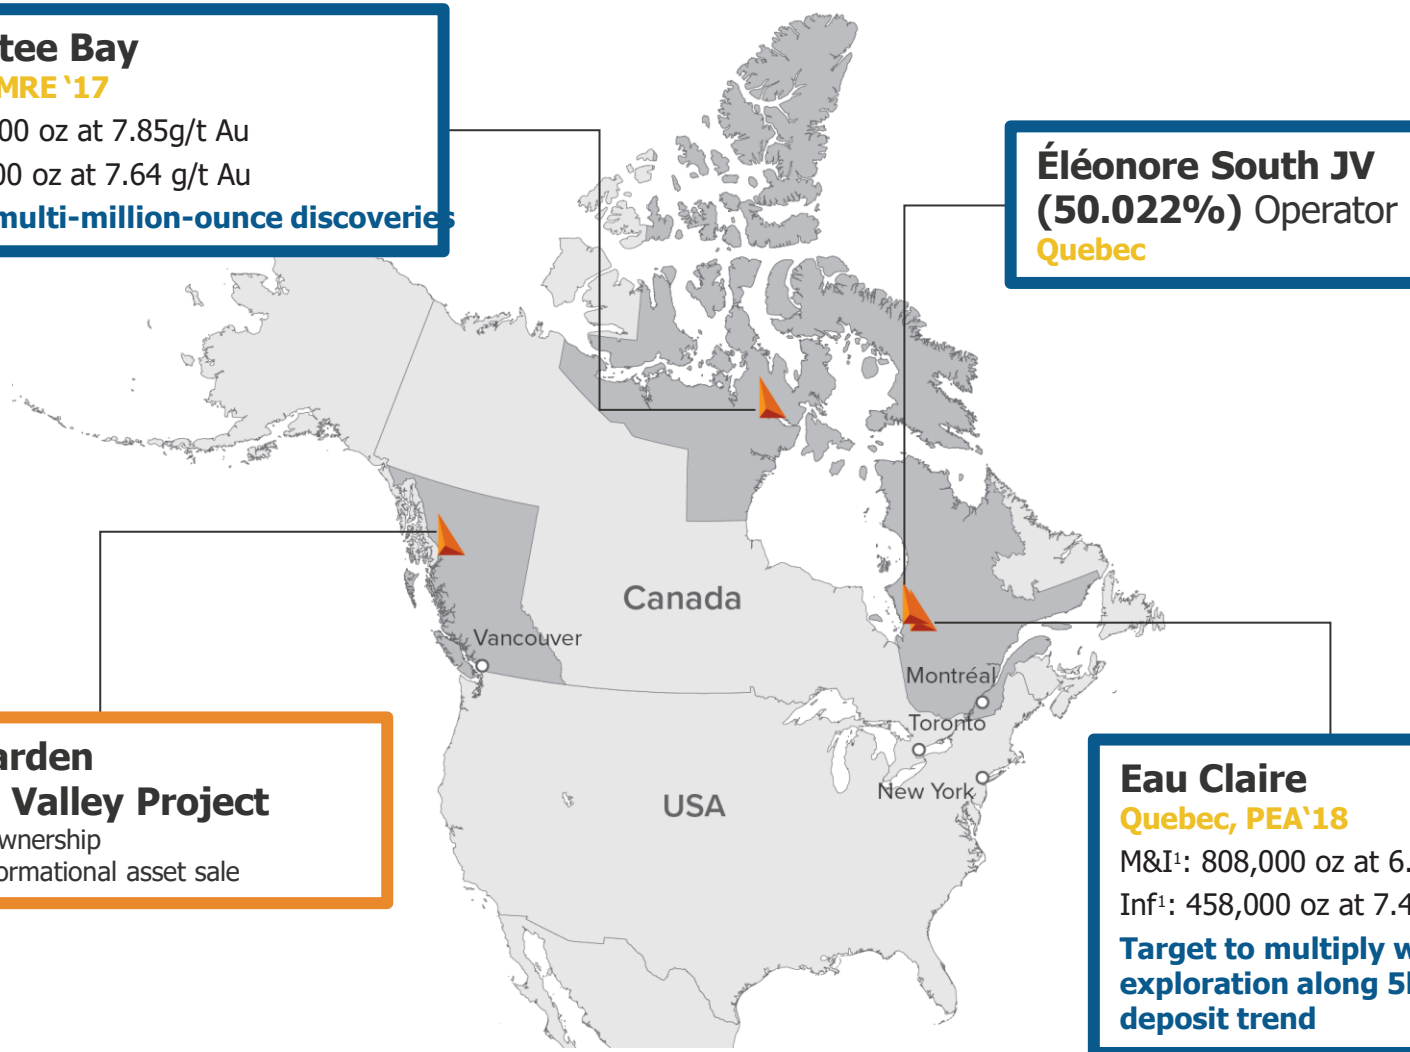 tee Bay
MRE ‘17
00 oz at 7.85g/t Au
00 oz at 7.64 g/t Au
multi-million-ounce discoveries
Éléonore South JV
(50.022%) Operator
Quebec
Canada
Vancouver
Montréal
Toronto
New York
USA
arden
Valley Project
wnership
ormational asset sale
Eau Claire
Quebec, PEA‘18
M&I¹: 808,000 oz at 6.
Inf¹: 458,000 oz at 7.4
Target to multiply w
exploration along 5
deposit trend